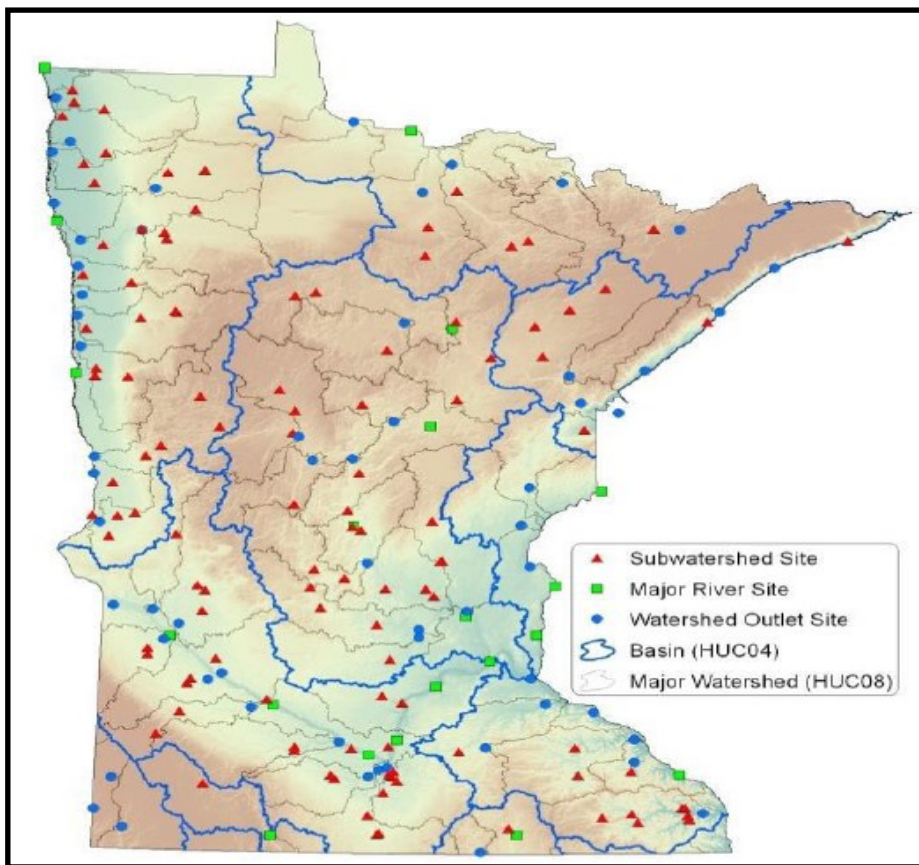 Subwatershed Site
Major River Site
Watershed Outlet Site
Basin (HUC04)
Major Watershed (HUC08)